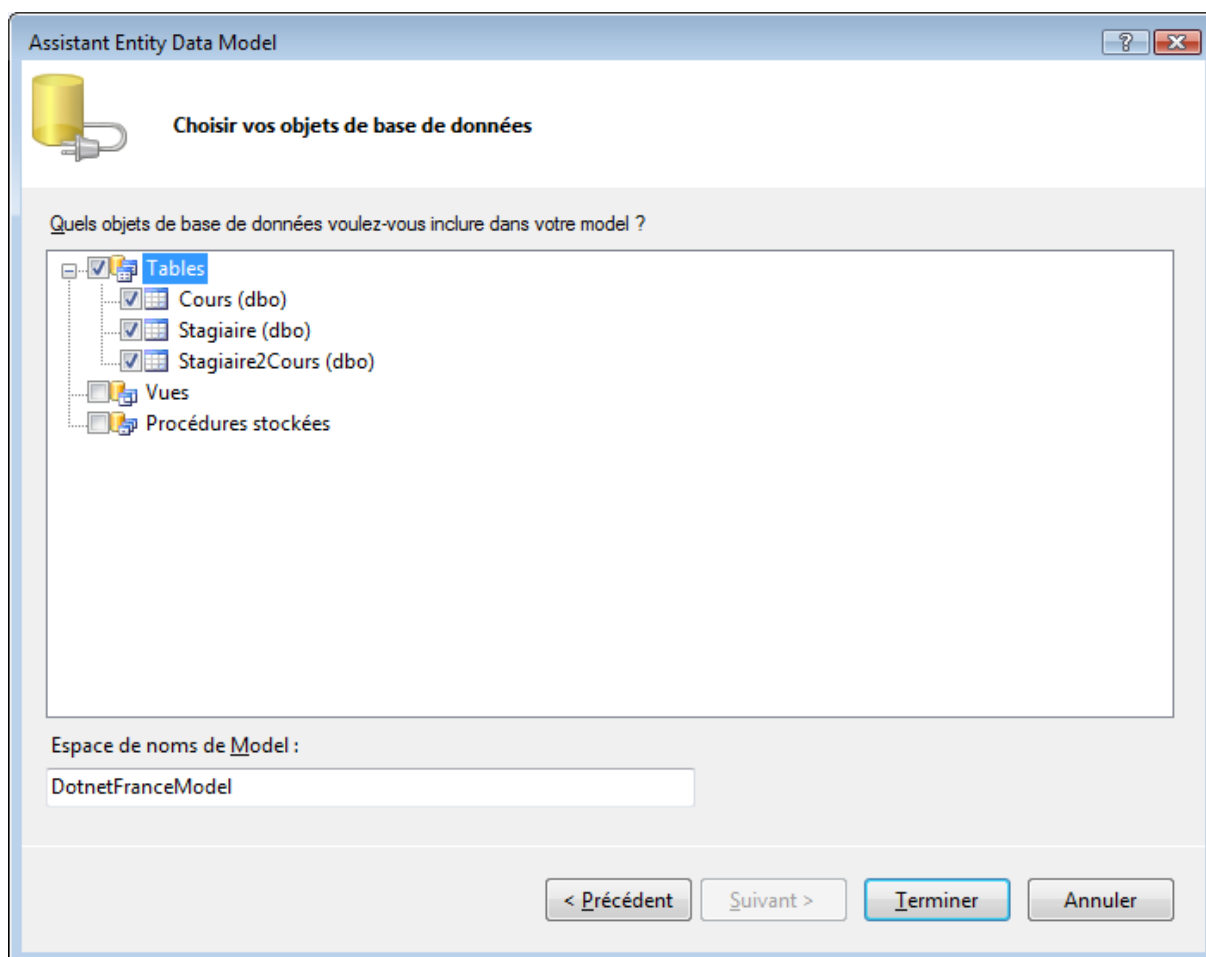 Assistant Entity Data Model
Choisir vos objets de base de données
Quels objets de base de données voulez-vous inclure dans votre model ?
Tables
Cours (dbo)
Stagiaire (dbo)
Stagiaire2Cours (dbo)
Vues
Procédures stockées
Espace de noms de Model :
DotnetFranceModel
< Précédent Suivant > Terminer Annuler